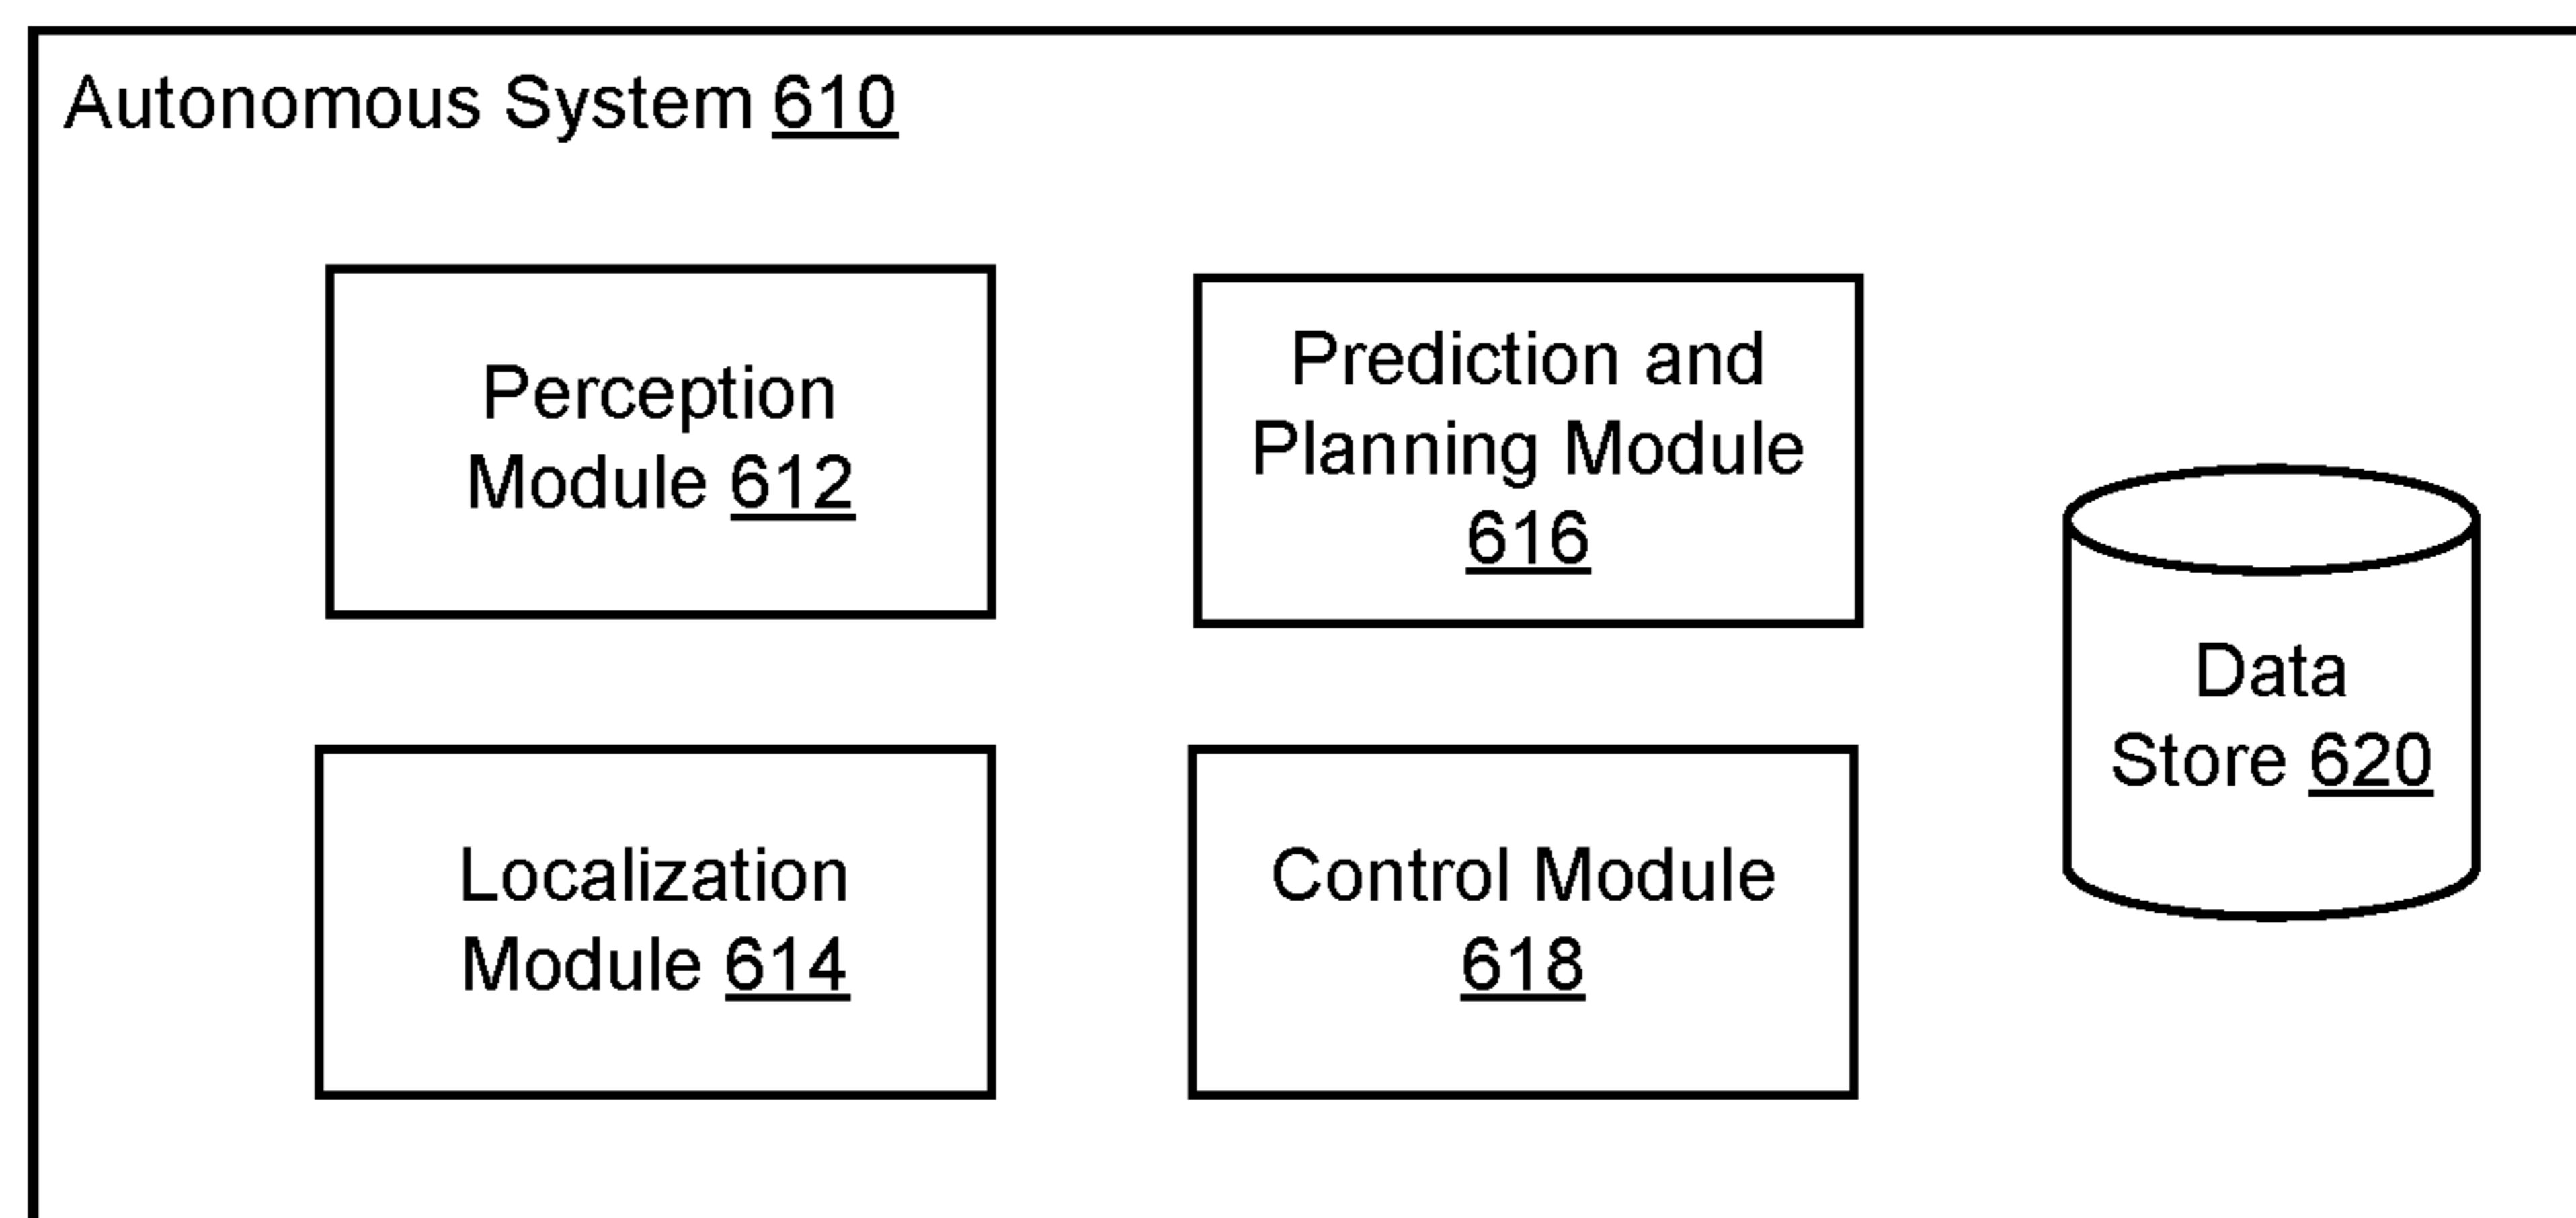 Autonomous System 610
Perception
Module 612
Prediction and
Planning Module
616
Data
Store 620
Localization
Module 614
Control Module
618